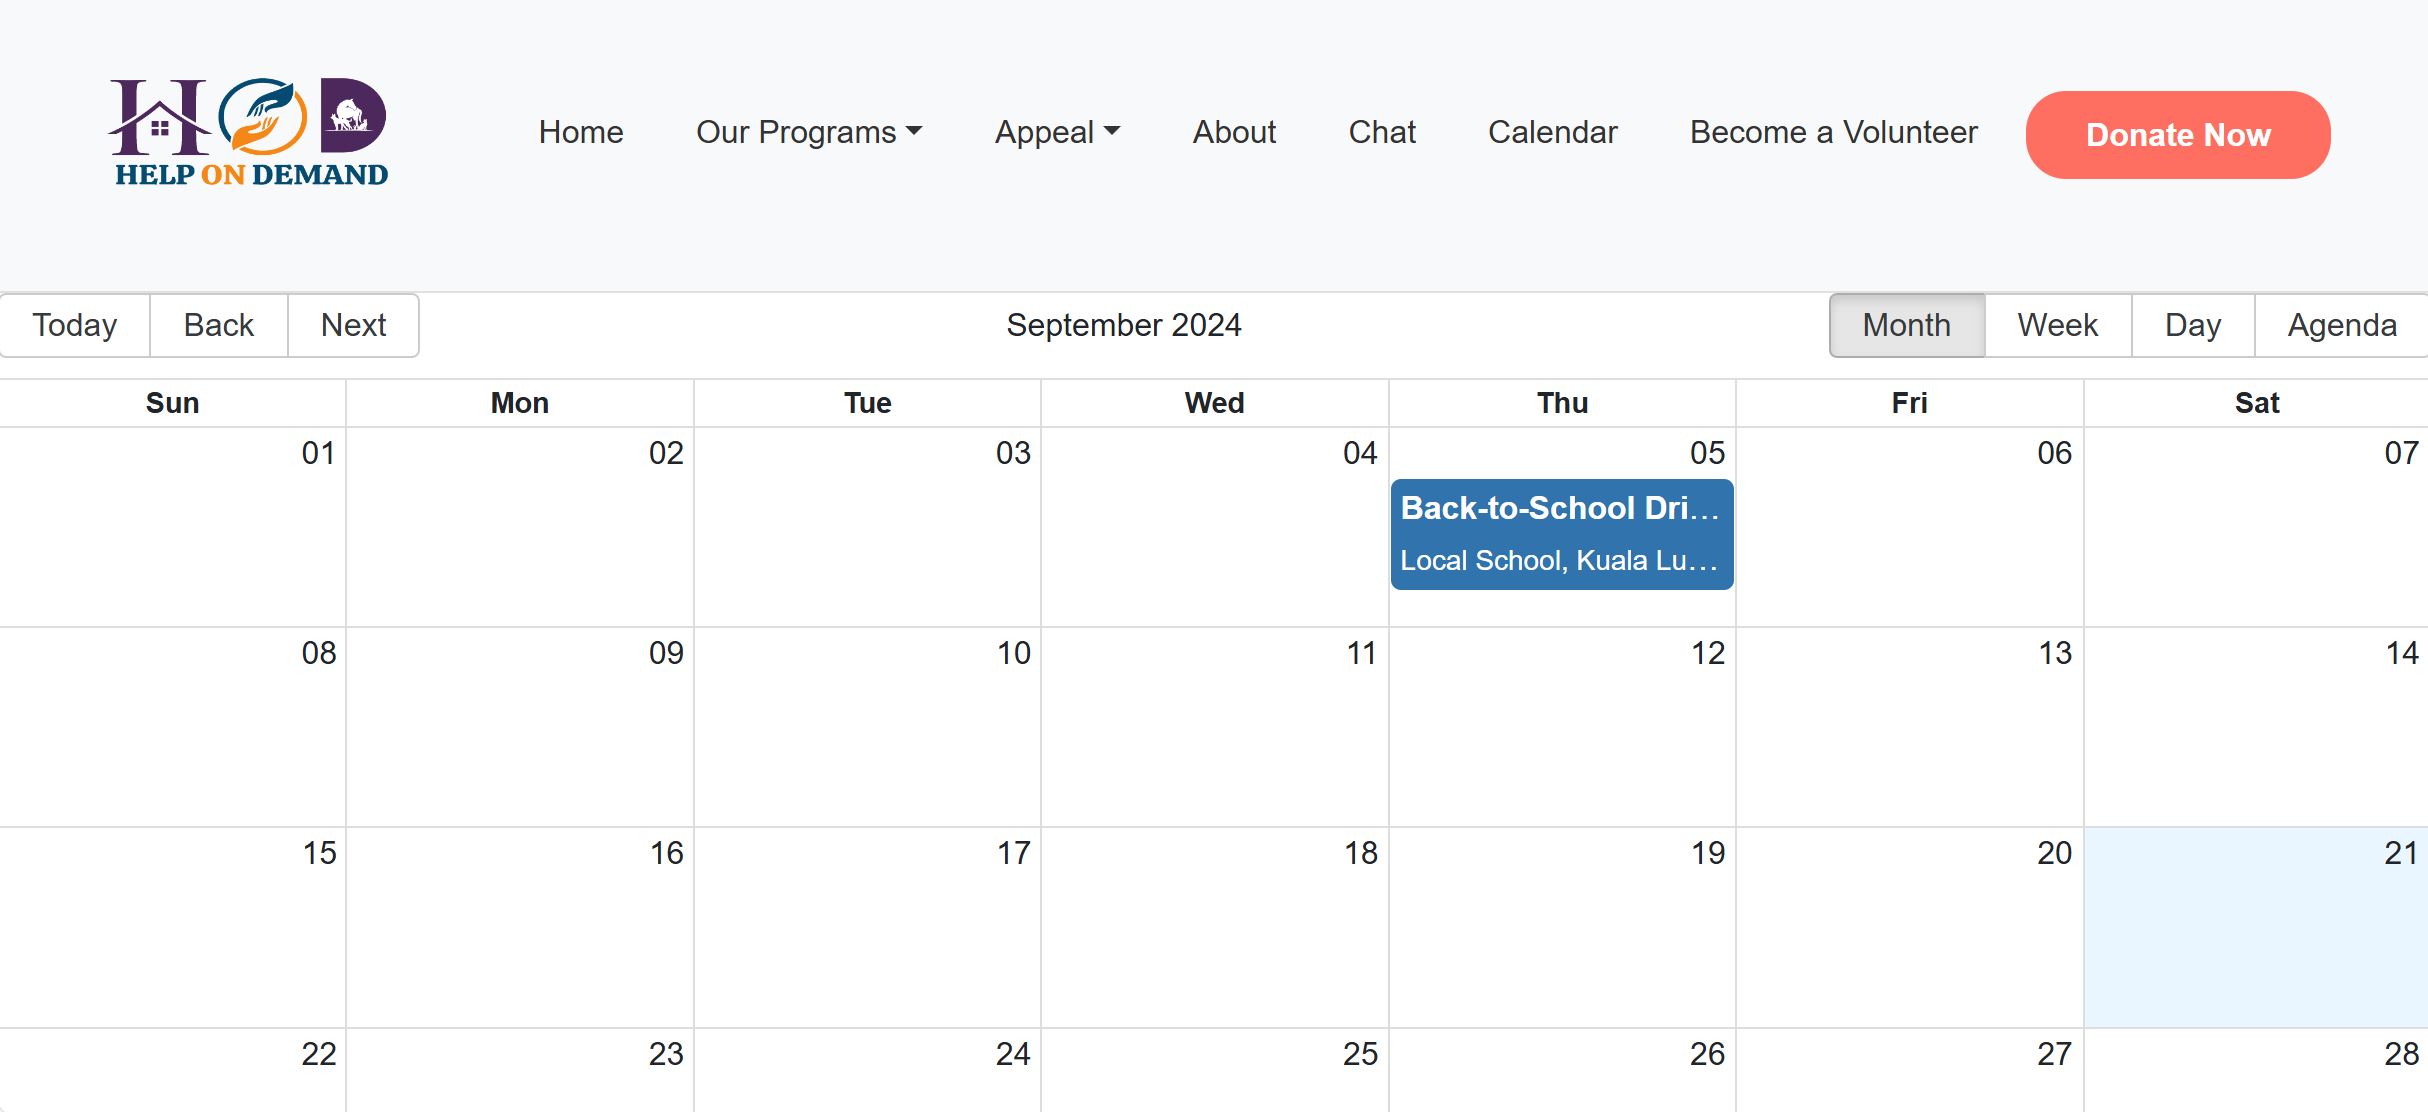 HOD
HELP ON DEMAND
Home Our Programs Appeal About Chat Calendar Become a Volunteer Donate Now
Today Back Next September 2024 Month Week Day Agenda
Sun Mon Tue Wed Thu Fri Sat
01 02 03 04 05 06 07
Back-to-School Dri…
Local School, Kuala Lu…
08 09 10 11 12 13 14
15 16 17 18 19 20 21
22 23 24 25 26 27 28